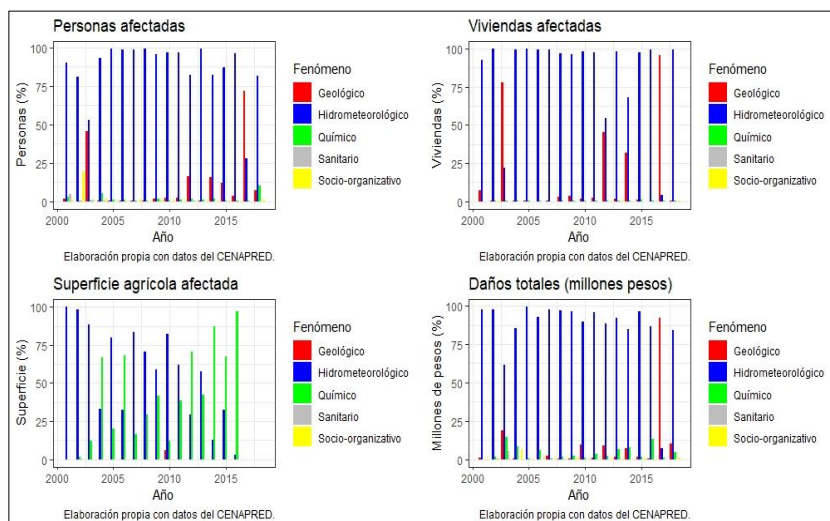 Personas afectadas
Personas (%)
100
75
50
25
0
2000
2005
2010
2015
Año
Fenómeno
Geológico
Hidrometeorológico
Químico
Sanitario
Socio-organizativo
Elaboración propia con datos del CENAPRED.
Viviendas afectadas
Viviendas (%)
100
75
50
25
0
2000
2005
2010
2015
Año
Fenómeno
Geológico
Hidrometeorológico
Químico
Sanitario
Socio-organizativo
Elaboración propia con datos del CENAPRED.
Superficie agrícola afectada
Superficie (%)
100
75
50
25
0
2000
2005
2010
2015
Año
Fenómeno
Geológico
Hidrometeorológico
Químico
Sanitario
Socio-organizativo
Elaboración propia con datos del CENAPRED.
Daños totales (millones pesos)
Millones de pesos (%)
100
75
50
25
0
2000
2005
2010
2015
Año
Fenómeno
Geológico
Hidrometeorológico
Químico
Sanitario
Socio-organizativo
Elaboración propia con datos del CENAPRED.